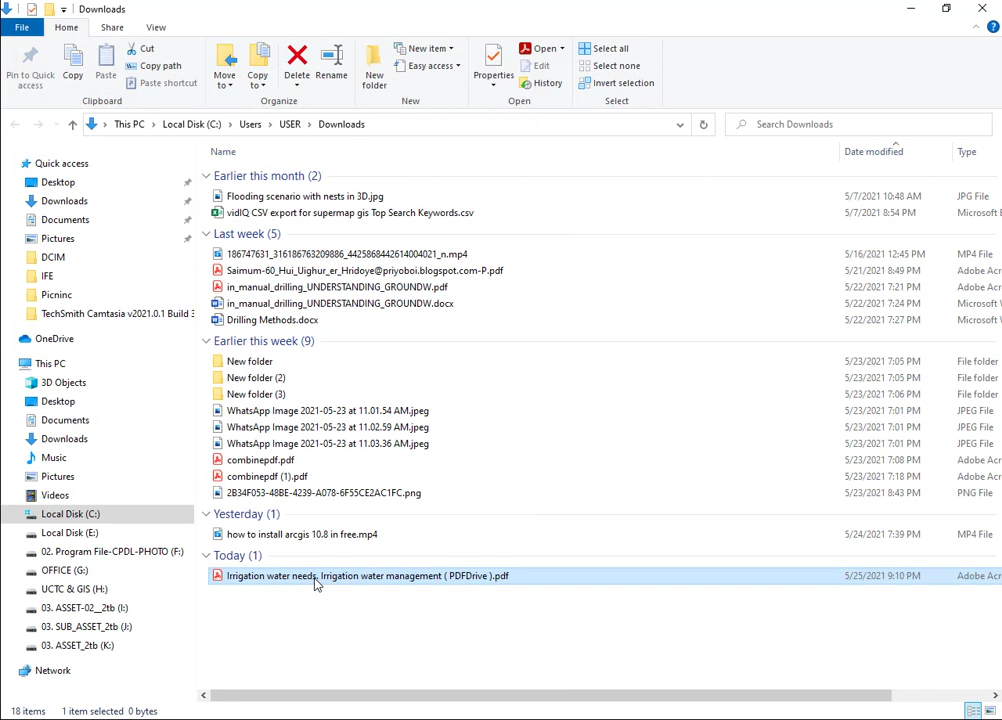 Downloads
File Home Share View
Pin to Quick access
Copy
Paste
Cut
Copy path
Paste shortcut
Clipboard
Move to
Copy to
Delete
Rename
Organize
New folder
New item
Easy access
New
Properties
Open
Edit
History
Open
Select all
Select none
Invert selection
Select
This PC > Local Disk (C:) > Users > USER > Downloads
Search Downloads
Quick access
Desktop
Downloads
Documents
Pictures
DCIM
IFE
Picninc
TechSmith Camtasia v2021.0.1 Build 3
OneDrive
This PC
3D Objects
Desktop
Documents
Downloads
Music
Pictures
Videos
Local Disk (C:)
Local Disk (E:)
02. Program File-CPDL-PHOTO (F:)
OFFICE (G:)
UCTC & GIS (H:)
03. ASSET-02__2tb (I:)
03. SUB_ASSET_2tb (J:)
03. ASSET_2tb (K:)
Network
Name Date modified Type
Earlier this month (2)
Flooding scenario with nests in 3D.jpg 5/7/2021 10:48 AM JPG File
vidIQ CSV export for supermap gis Top Search Keywords.csv 5/7/2021 8:54 PM Microsoft E
Last week (5)
186747631_316186763209886_4425868442614004021_n.mp4 5/16/2021 12:45 PM MP4 File
Saimum-60_Hui_Uighur_er_Hridoye@priyoboi.blogspot.com-P.pdf 5/21/2021 8:49 PM Adobe Acr
in_manual_drilling_UNDERSTANDING_GROUNDW.pdf 5/22/2021 7:21 PM Adobe Acr
in_manual_drilling_UNDERSTANDING_GROUNDW.docx 5/22/2021 7:24 PM Microsoft W
Drilling Methods.docx 5/22/2021 7:27 PM Microsoft W
Earlier this week (9)
New folder 5/23/2021 7:05 PM File folder
New folder (2) 5/23/2021 7:05 PM File folder
New folder (3) 5/23/2021 7:06 PM File folder
WhatsApp Image 2021-05-23 at 11.01.54 AM.jpeg 5/23/2021 7:01 PM JPEG File
WhatsApp Image 2021-05-23 at 11.02.59 AM.jpeg 5/23/2021 7:01 PM JPEG File
WhatsApp Image 2021-05-23 at 11.03.36 AM.jpeg 5/23/2021 7:01 PM JPEG File
combinepdf.pdf 5/23/2021 7:08 PM Adobe Acr
combinepdf (1).pdf 5/23/2021 7:18 PM Adobe Acr
2B34F053-48BE-4239-A078-6F55CE2AC1FC.png 5/23/2021 8:43 PM PNG File
Yesterday (1)
how to install arcgis 10.8 in free.mp4 5/24/2021 7:39 PM MP4 File
Today (1)
Irrigation water needs. Irrigation water management ( PDFDrive ).pdf 5/25/2021 9:10 PM Adobe Acr
18 items 1 item selected 0 bytes